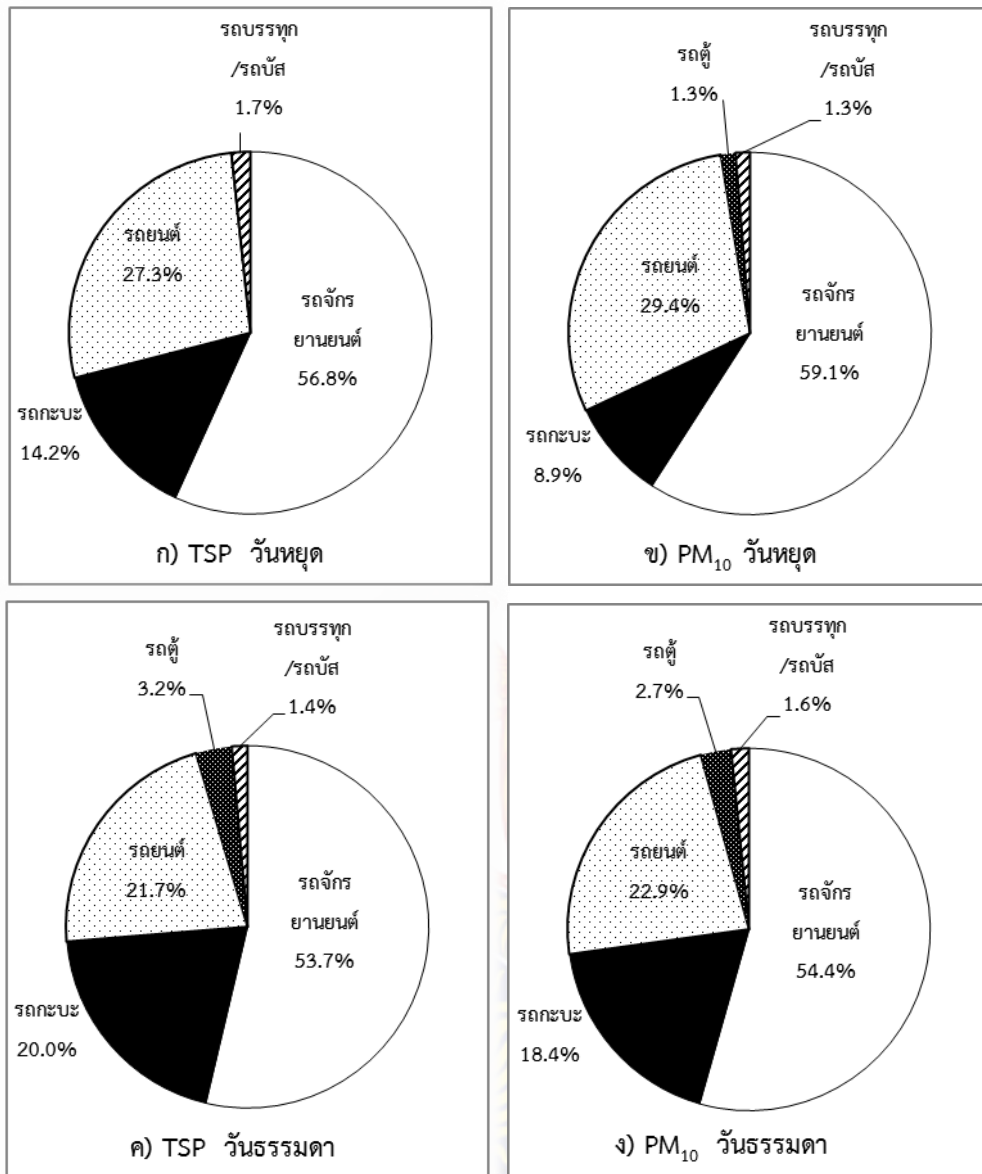 รถบรรทุก
/รถบัส
1.7%
รถยนต์
27.3%
รถจักร
ยานยนต์
56.8%
รถกะบะ
14.2%
ก) TSP วันหยุด
รถตู้
1.3%
รถบรรทุก
/รถบัส
1.3%
รถยนต์
29.4%
รถจักร
ยานยนต์
59.1%
รถกะบะ
8.9%
ข) PM₁₀ วันหยุด
รถตู้
3.2%
รถบรรทุก
/รถบัส
1.4%
รถยนต์
21.7%
รถจักร
ยานยนต์
53.7%
รถกะบะ
20.0%
ค) TSP วันธรรมดา
รถตู้
2.7%
รถบรรทุก
/รถบัส
1.6%
รถยนต์
22.9%
รถจักร
ยานยนต์
54.4%
รถกะบะ
18.4%
ง) PM₁₀ วันธรรมดา